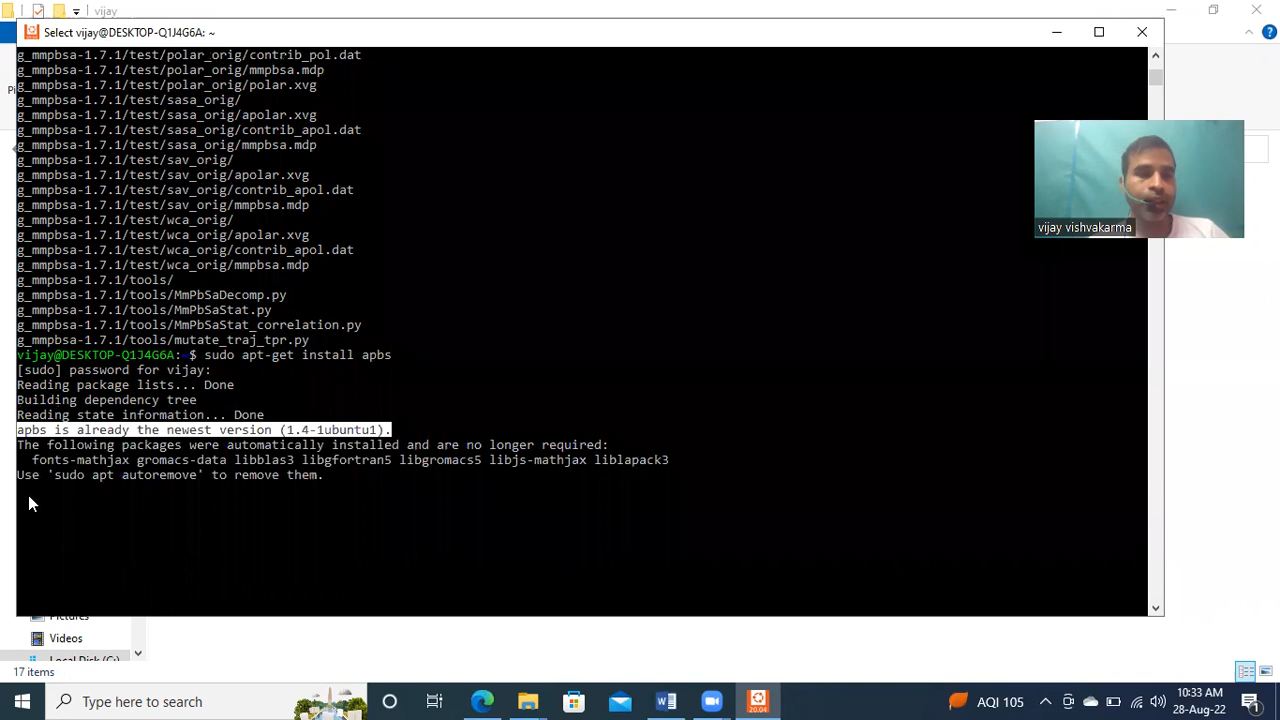 vijay
Select vijay@DESKTOP-Q1J4G6A: ~
g_mmpbsa-1.7.1/test/polar_orig/contrib_pol.dat
g_mmpbsa-1.7.1/test/polar_orig/mmpbsa.mdp
g_mmpbsa-1.7.1/test/polar_orig/polar.xvg
g_mmpbsa-1.7.1/test/sasa_orig/
g_mmpbsa-1.7.1/test/sasa_orig/apolar.xvg
g_mmpbsa-1.7.1/test/sasa_orig/contrib_apol.dat
g_mmpbsa-1.7.1/test/sasa_orig/mmpbsa.mdp
g_mmpbsa-1.7.1/test/sav_orig/
g_mmpbsa-1.7.1/test/sav_orig/apolar.xvg
g_mmpbsa-1.7.1/test/sav_orig/contrib_apol.dat
g_mmpbsa-1.7.1/test/sav_orig/mmpbsa.mdp
g_mmpbsa-1.7.1/test/wca_orig/
g_mmpbsa-1.7.1/test/wca_orig/apolar.xvg
g_mmpbsa-1.7.1/test/wca_orig/contrib_apol.dat
g_mmpbsa-1.7.1/test/wca_orig/mmpbsa.mdp
g_mmpbsa-1.7.1/tools/
g_mmpbsa-1.7.1/tools/MmPbSaDecomp.py
g_mmpbsa-1.7.1/tools/MmPbSaStat.py
g_mmpbsa-1.7.1/tools/MmPbSaStat_correlation.py
g_mmpbsa-1.7.1/tools/mutate_traj_tpr.py
vijay@DESKTOP-Q1J4G6A:~$ sudo apt-get install apbs
[sudo] password for vijay:
Reading package lists... Done
Building dependency tree
Reading state information... Done
apbs is already the newest version (1.4-1ubuntu1).
The following packages were automatically installed and are no longer required:
fonts-mathjax gromacs-data libblas3 libgfortran5 libgromacs5 libjs-mathjax liblapack3
Use 'sudo apt autoremove' to remove them.
vijay vishvakarma
Pictures
Videos
Local Disk (C:)
17 items
Type here to search
20.04
AQI 105
10:33 AM
28-Aug-22
1